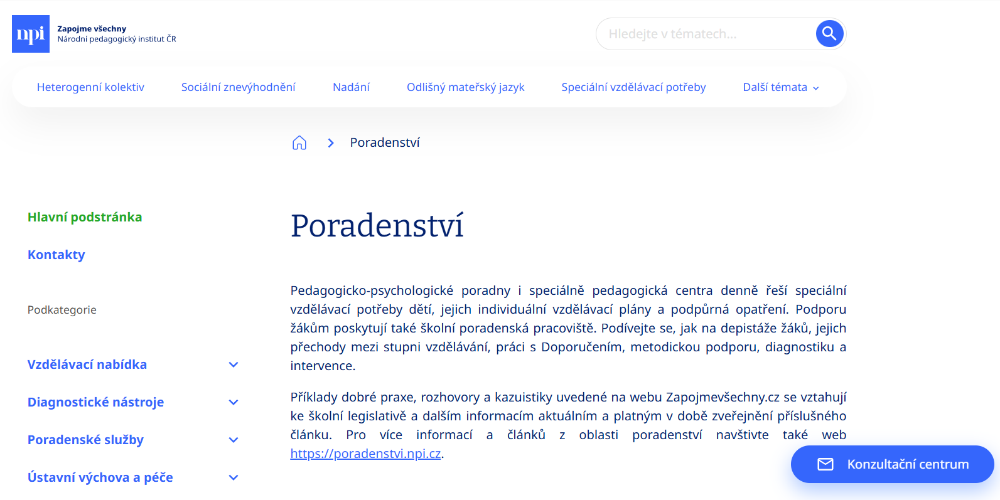 npi
Zapojme všechny
Národní pedagogický institut ČR
Hledejte v tématech...
Heterogenní kolektiv
Sociální znevýhodnění
Nadání
Odlišný mateřský jazyk
Speciální vzdělávací potřeby
Další témata
Poradenství
Hlavní podstránka
Kontakty
Podkategorie
Vzdělávací nabídka
Diagnostické nástroje
Poradenské služby
Ústavní výchova a péče
Poradenství
Pedagogicko-psychologické poradny i speciálně pedagogická centra denně řeší speciální
vzdělávací potřeby dětí, jejich individuální vzdělávací plány a podpůrná opatření. Podporu
žákům poskytují také školní poradenská pracoviště. Podívejte se, jak na depistáže žáků, jejich
přechody mezi stupni vzdělávání, práci s Doporučením, metodickou podporu, diagnostiku a
intervence.
Příklady dobré praxe, rozhovory a kazuistiky uvedené na webu Zapojmevšechny.cz se vztahují
ke školní legislativě a dalším informacím aktuálním a platným v době zveřejnění příslušného
článku. Pro více informací a článků z oblasti poradenství navštivte také web
https://poradenstvi.npi.cz.
Konzultační centrum